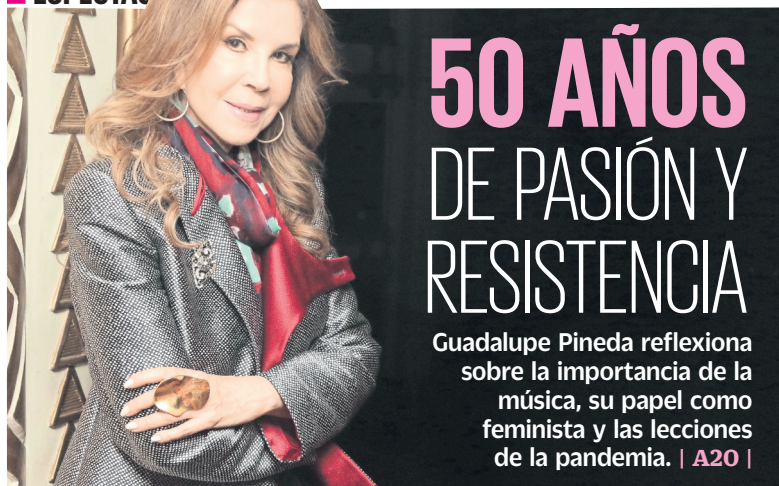 50 AÑOS
DE PASIÓN Y
RESISTENCIA
Guadalupe Pineda reflexiona
sobre la importancia de la
música, su papel como
feminista y las lecciones
de la pandemia. | A20 |